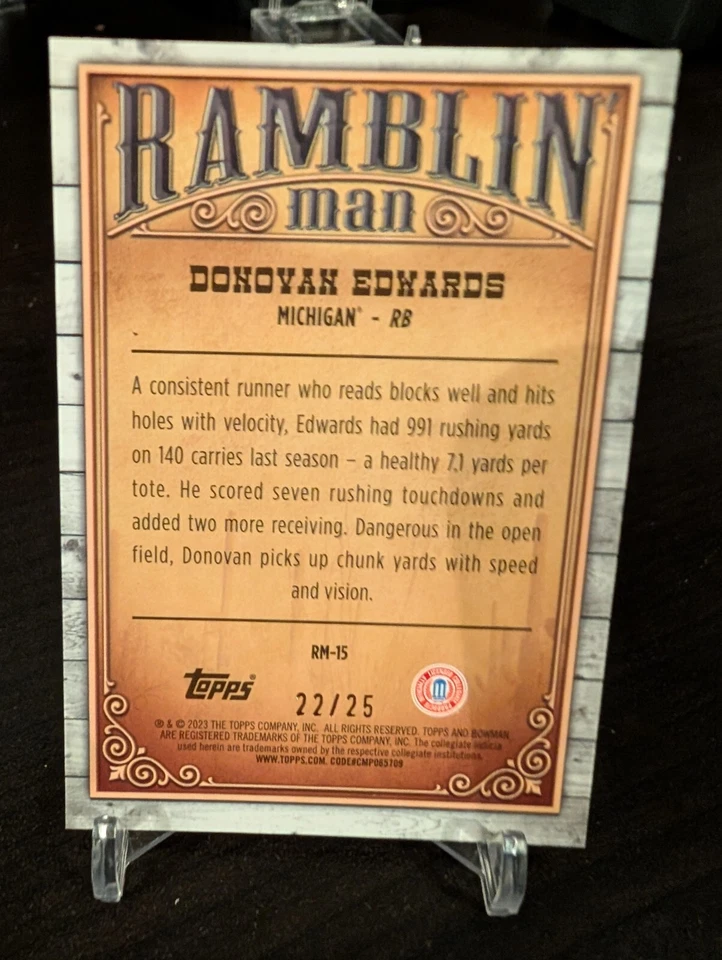 RAMBLIN'
man
DONOVAN EDWARDS
MICHIGAN® - RB
A consistent runner who reads blocks well and hits
holes with velocity, Edwards had 991 rushing yards
on 140 carries last season – a healthy 7.1 yards per
tote. He scored seven rushing touchdowns and
added two more receiving. Dangerous in the open
field, Donovan picks up chunk yards with speed
and vision.
RM-15
topps®
22/25
® & © 2023 THE TOPPS COMPANY, INC. ALL RIGHTS RESERVED. TOPPS AND BOWMAN
ARE REGISTERED TRADEMARKS OF THE TOPPS COMPANY, INC. The collegiate indicia
used herein are trademarks owned by the respective collegiate institutions.
WWW.TOPPS.COM. CODE#CMP065709